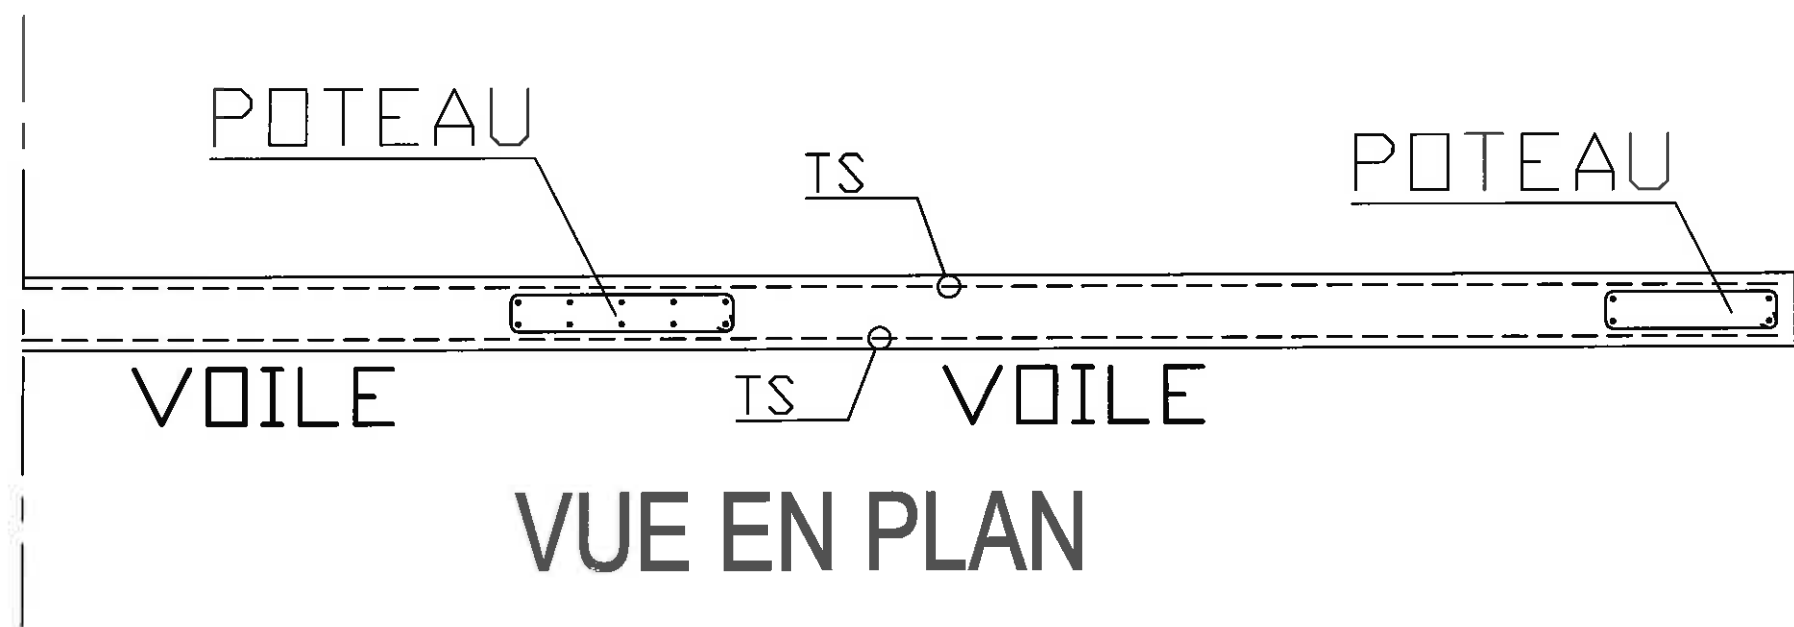 POTEAU
POTEAU
TS
TS
VOILE
VOILE
VUE EN PLAN